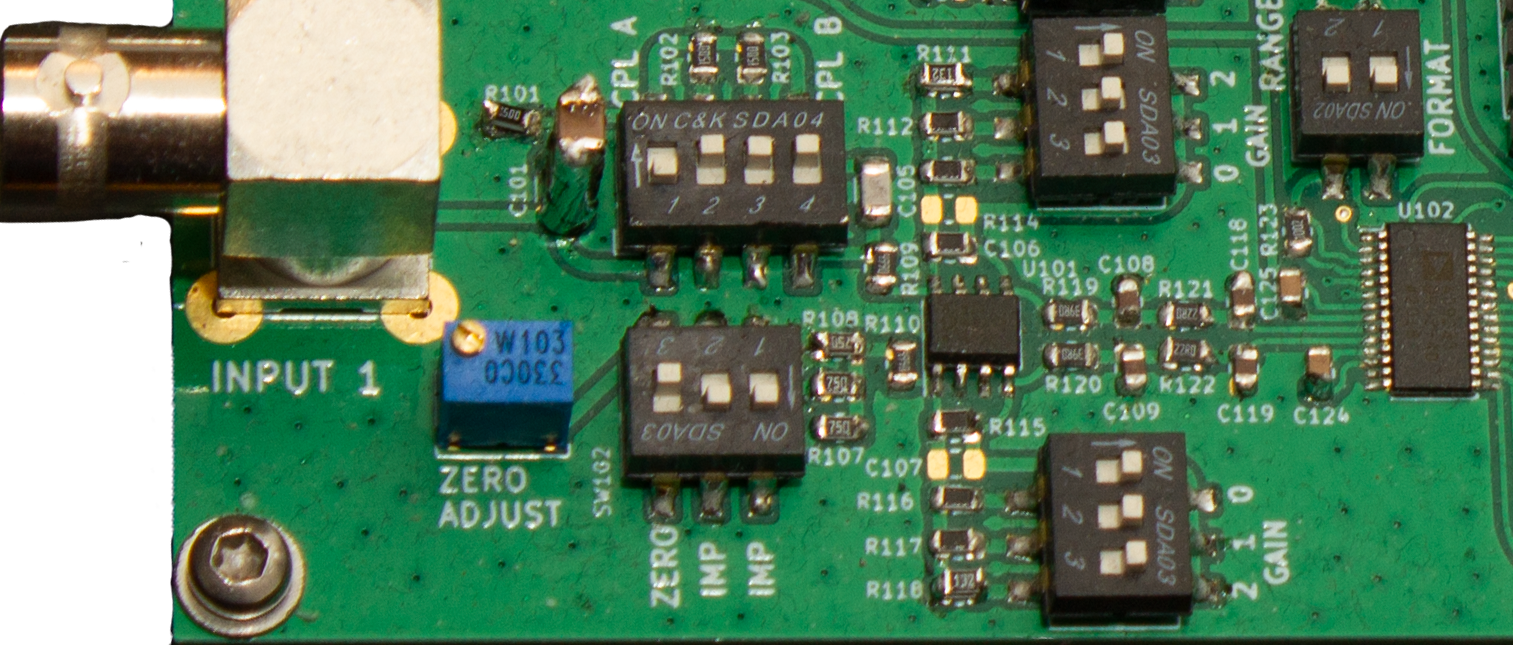 CPL A
R102
R103
CPL B
R101
C101
ON C&K SDA04
1 2 3 4
R111
R112
C105
R114
C106
R109
ON
SDA03
1
2
3
2
1
0
GAIN
RANGE
2 1
ON SDA02
FORMAT
U102
R123
C118
C125
U101
C108
R119
R121
R120
R122
C109
C119
C124
INPUT 1
W103
330C0
ZERO
ADJUST
SW102
3 2 1
ON
SDA03
ZERO
IMP
IMP
R108
R110
750
750
R107
R115
C107
R116
R117
R118
132
ON
SDA03
1
2
3
0
1
2
GAIN